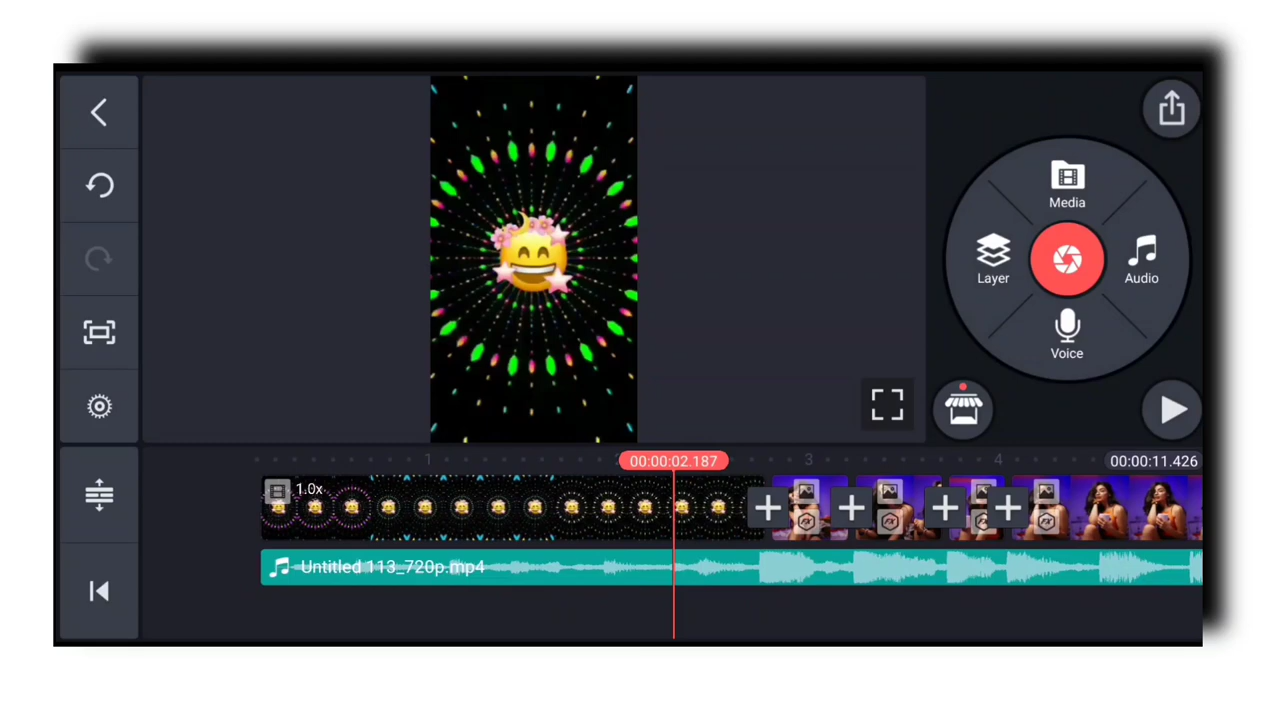 Media
Layer
Audio
Voice
1
00:00:02.187
3
4
00:00:11.426
1.0x
Untitled 113_720p.mp4